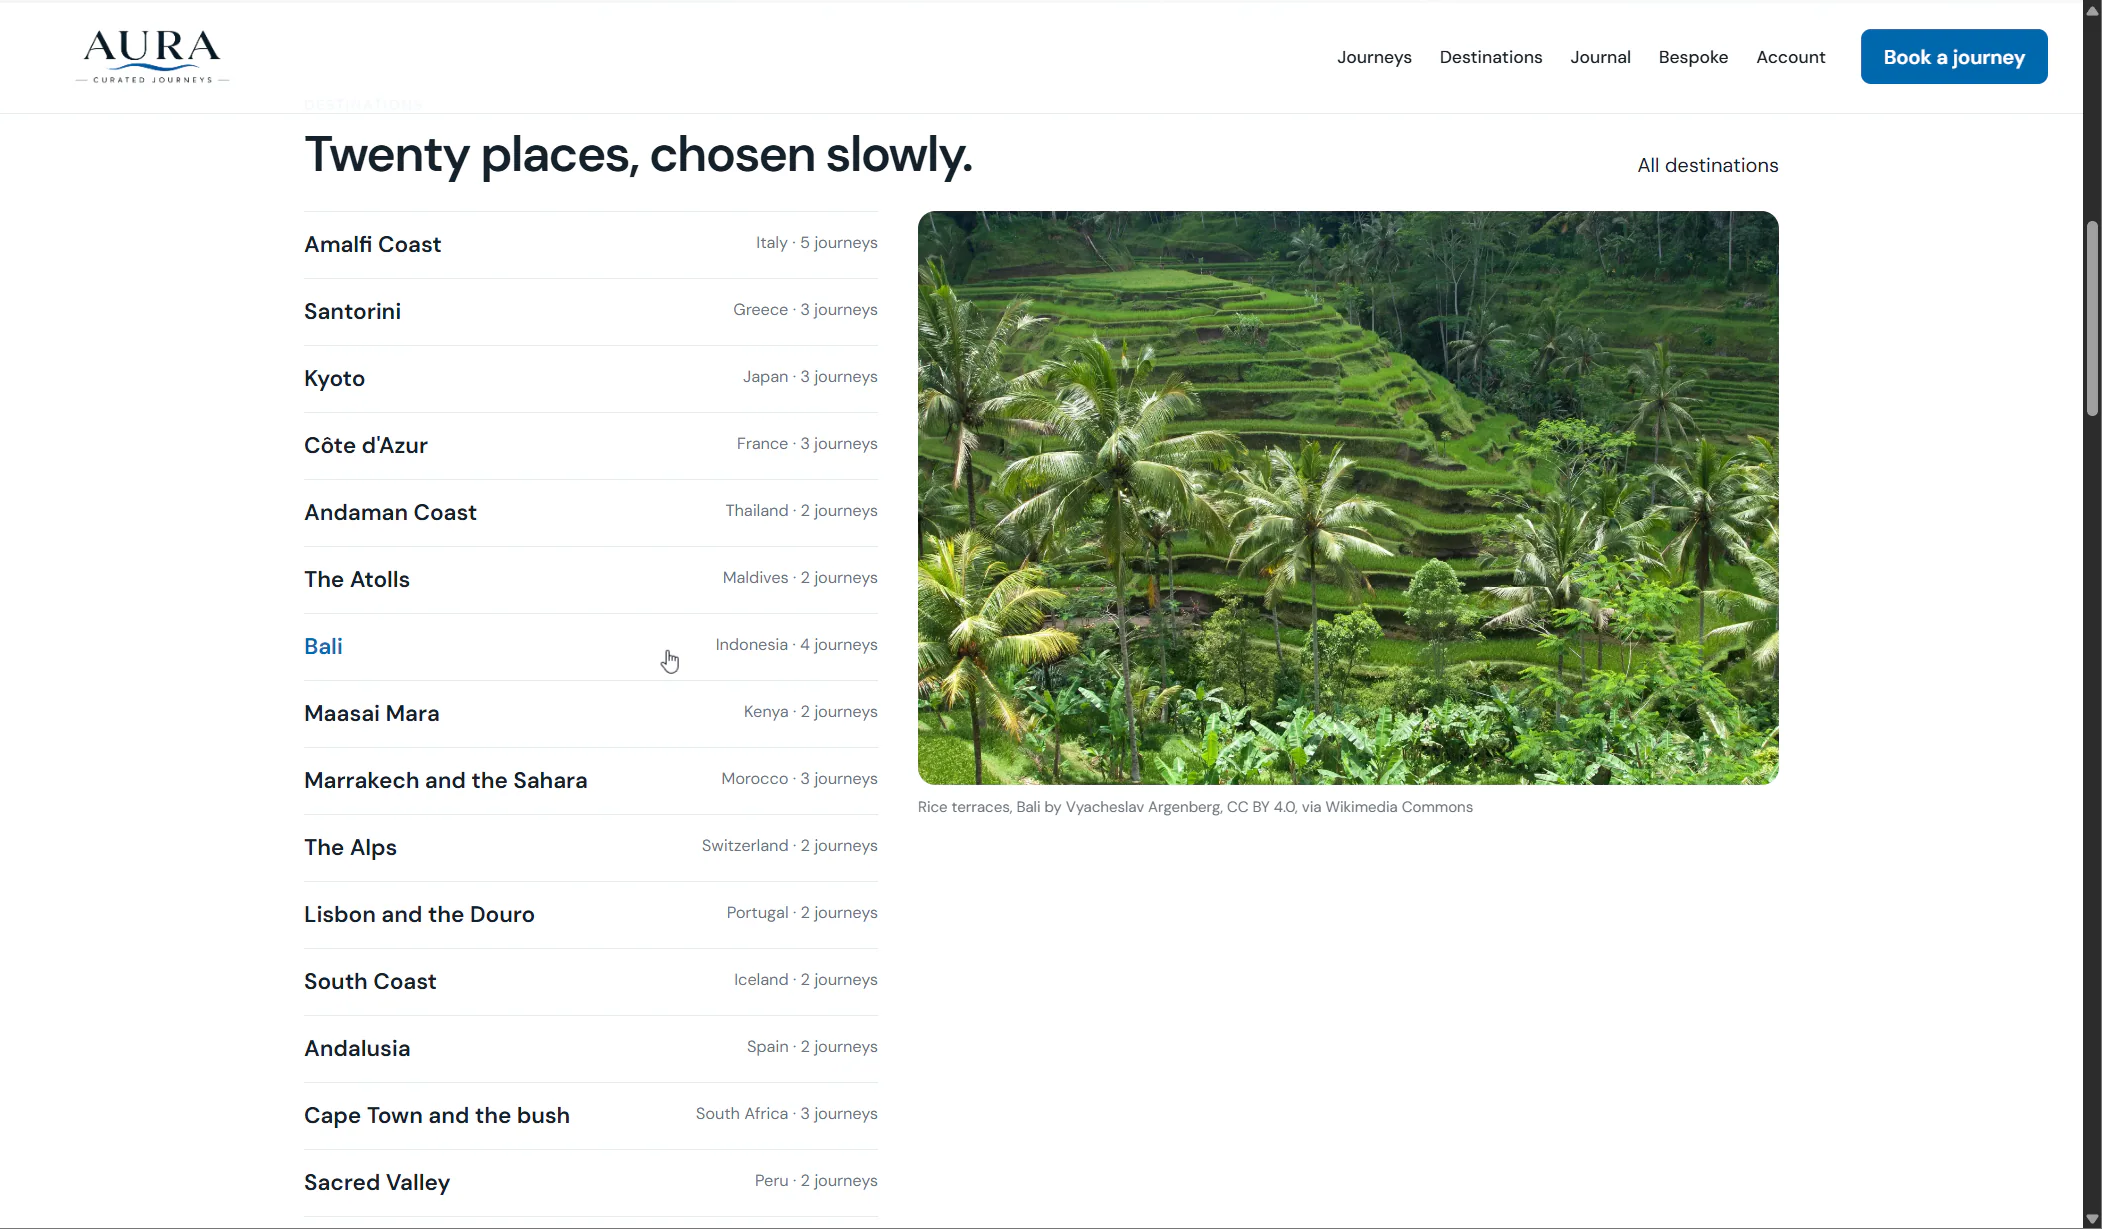 AURA
CURATED JOURNEYS
Journeys
Destinations
Journal
Bespoke
Account
Book a journey
DESTINATIONS
Twenty places, chosen slowly.
All destinations
Amalfi Coast
Italy · 5 journeys
Santorini
Greece · 3 journeys
Kyoto
Japan · 3 journeys
Côte d'Azur
France · 3 journeys
Andaman Coast
Thailand · 2 journeys
The Atolls
Maldives · 2 journeys
Bali
Indonesia · 4 journeys
Maasai Mara
Kenya · 2 journeys
Marrakech and the Sahara
Morocco · 3 journeys
The Alps
Switzerland · 2 journeys
Lisbon and the Douro
Portugal · 2 journeys
South Coast
Iceland · 2 journeys
Andalusia
Spain · 2 journeys
Cape Town and the bush
South Africa · 3 journeys
Sacred Valley
Peru · 2 journeys
Rice terraces, Bali by Vyacheslav Argenberg, CC BY 4.0, via Wikimedia Commons